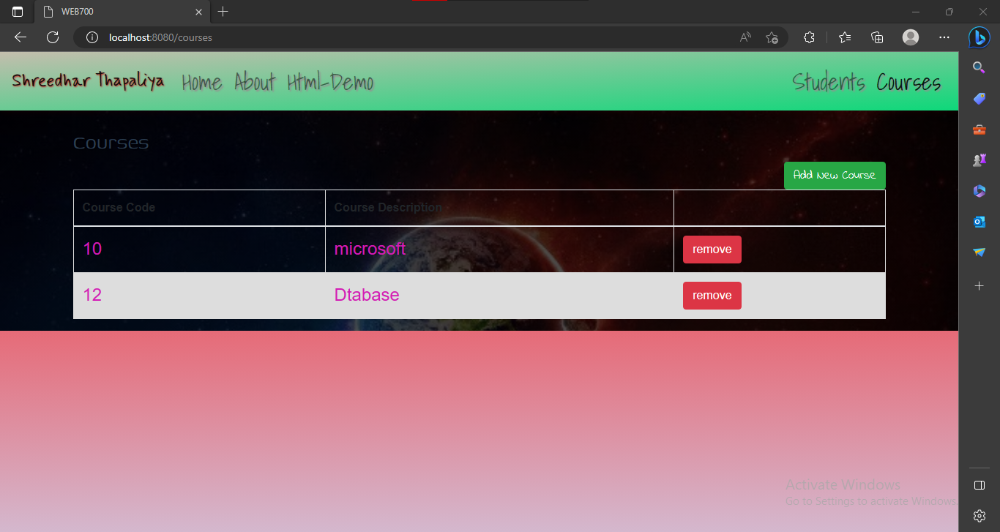 WEB700
localhost:8080/courses
Shreedhar Thapaliya Home About Html-Demo Students Courses
Courses
Add New Course
Course Code Course Description
10 microsoft remove
12 Dtabase remove
Activate Windows
Go to Settings to activate Windows.